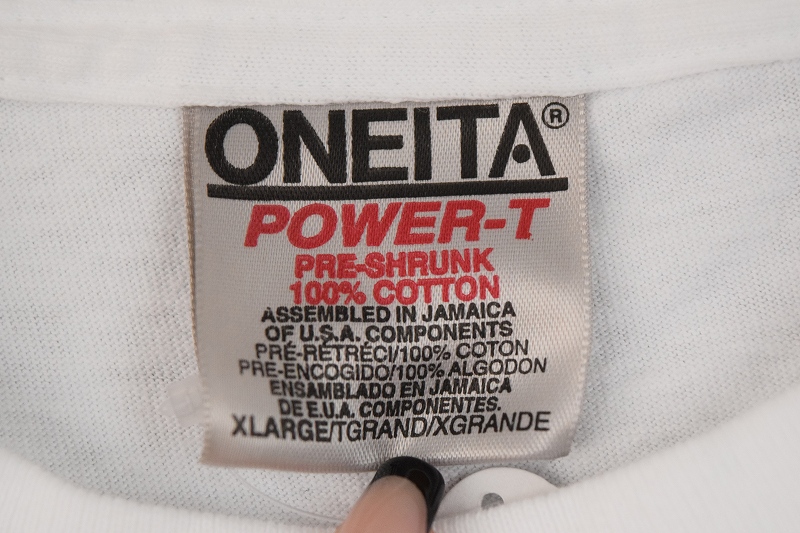 ONEITA®
POWER-T
PRE-SHRUNK
100% COTTON
ASSEMBLED IN JAMAICA
OF U.S.A. COMPONENTS
PRÉ-RÉTRÉCI/100% COTON
PRE-ENCOGIDO/100% ALGODON
ENSAMBLADO EN JAMAICA
DE E.U.A. COMPONENTES.
XLARGE/TGRAND/XGRANDE